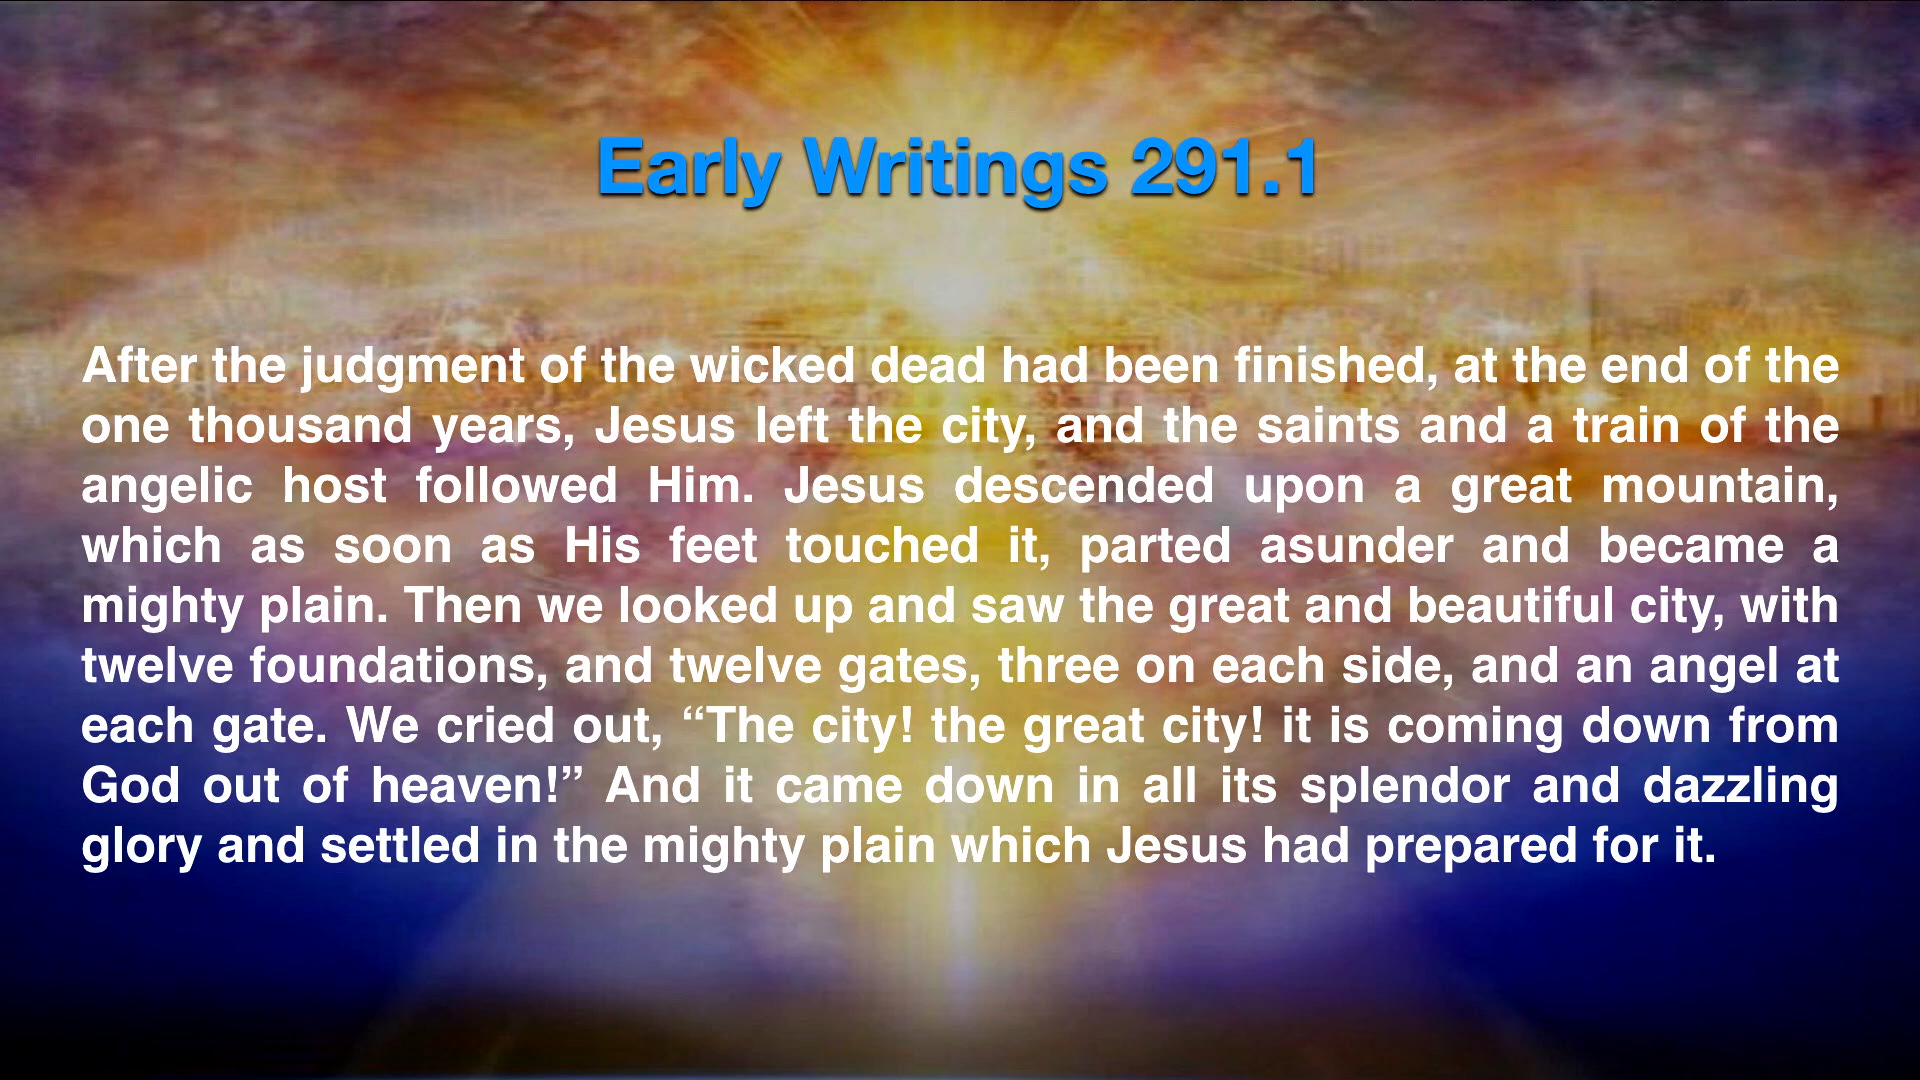 Early Writings 291.1
After the judgment of the wicked dead had been finished, at the end of the
one thousand years, Jesus left the city, and the saints and a train of the
angelic host followed Him. Jesus descended upon a great mountain,
which as soon as His feet touched it, parted asunder and became a
mighty plain. Then we looked up and saw the great and beautiful city, with
twelve foundations, and twelve gates, three on each side, and an angel at
each gate. We cried out, “The city! the great city! it is coming down from
God out of heaven!” And it came down in all its splendor and dazzling
glory and settled in the mighty plain which Jesus had prepared for it.